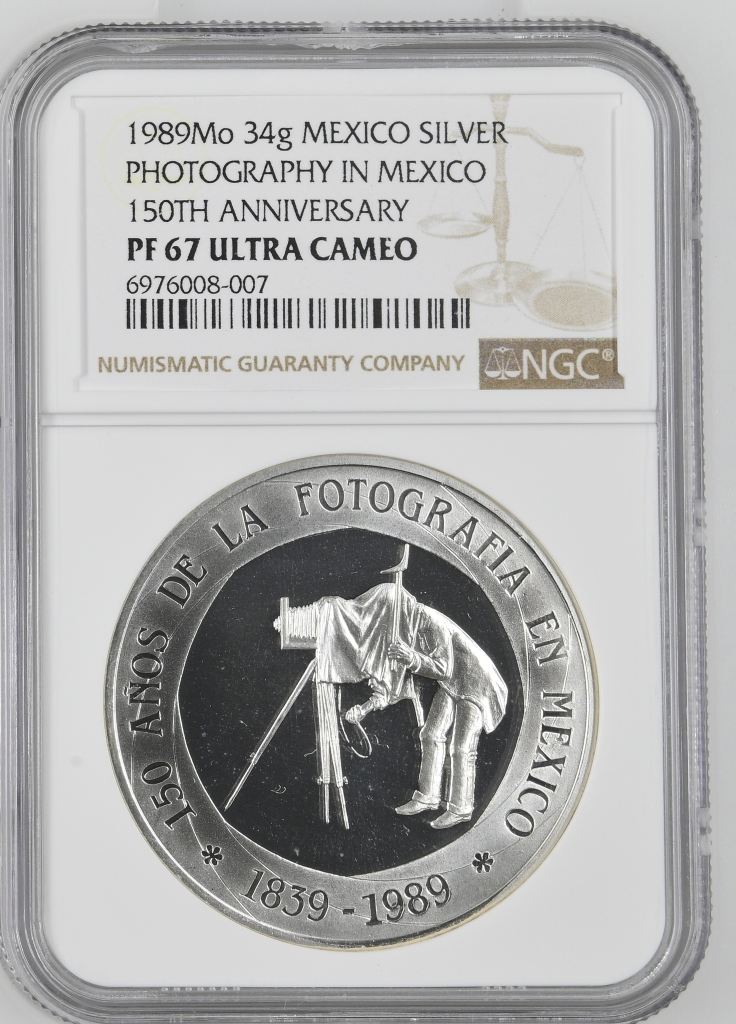 1989Mo 34g MEXICO SILVER
PHOTOGRAPHY IN MEXICO
150TH ANNIVERSARY
PF 67 ULTRA CAMEO
6976008-007
NUMISMATIC GUARANTY COMPANY
NGC®
150 AÑOS DE LA FOTOGRAFIA EN MEXICO
* 1839-1989 *